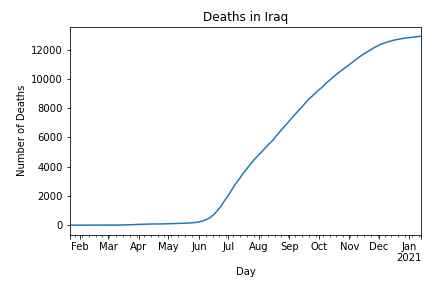 Deaths in Iraq
Number of Deaths
12000
10000
8000
6000
4000
2000
0
Feb Mar Apr May Jun Jul Aug Sep Oct Nov Dec Jan
2021
Day